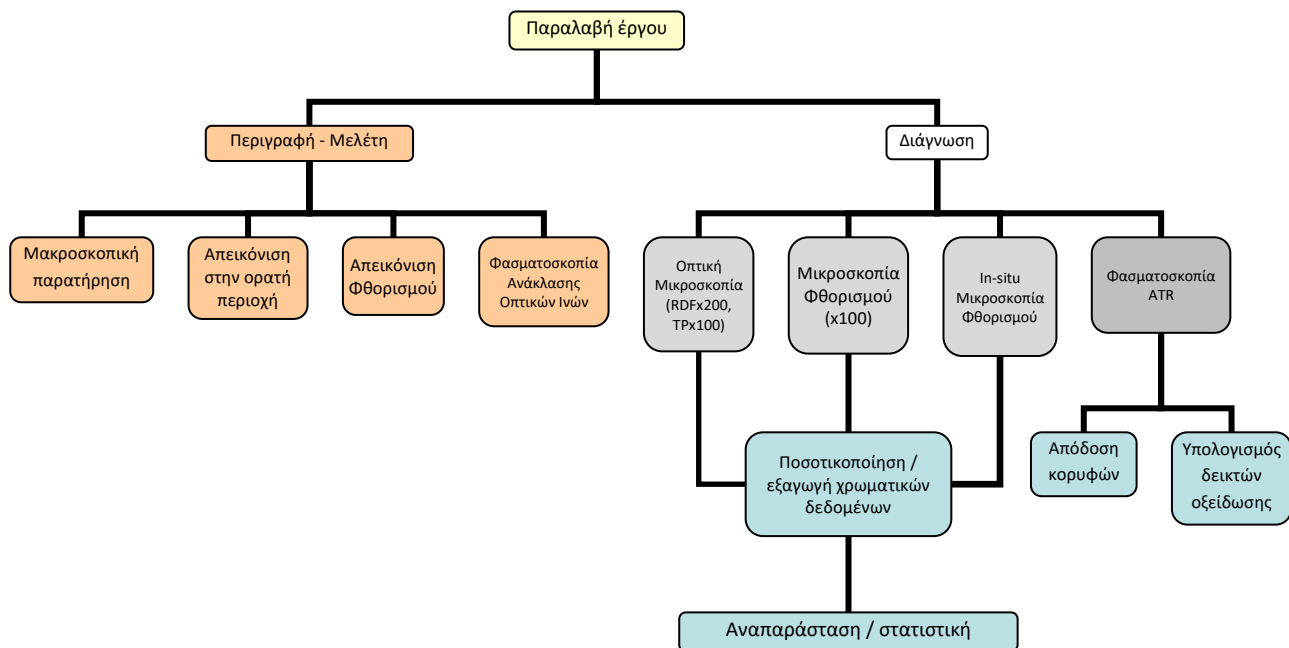 Παραλαβή έργου
Περιγραφή - Μελέτη
Διάγνωση
Μακροσκοπική
παρατήρηση
Απεικόνιση
στην ορατή
περιοχή
Απεικόνιση
Φθορισμού
Φασματοσκοπία
Ανάκλασης
Οπτικών Ινών
Οπτική
Μικροσκοπία
(RDFx200,
TPx100)
Μικροσκοπία
Φθορισμού
(x100)
In-situ
Μικροσκοπία
Φθορισμού
Φασματοσκοπία
ATR
Ποσοτικοποίηση /
εξαγωγή χρωματικών
δεδομένων
Απόδοση
κορυφών
Υπολογισμός
δεικτών
οξείδωσης
Αναπαράσταση / στατιστική